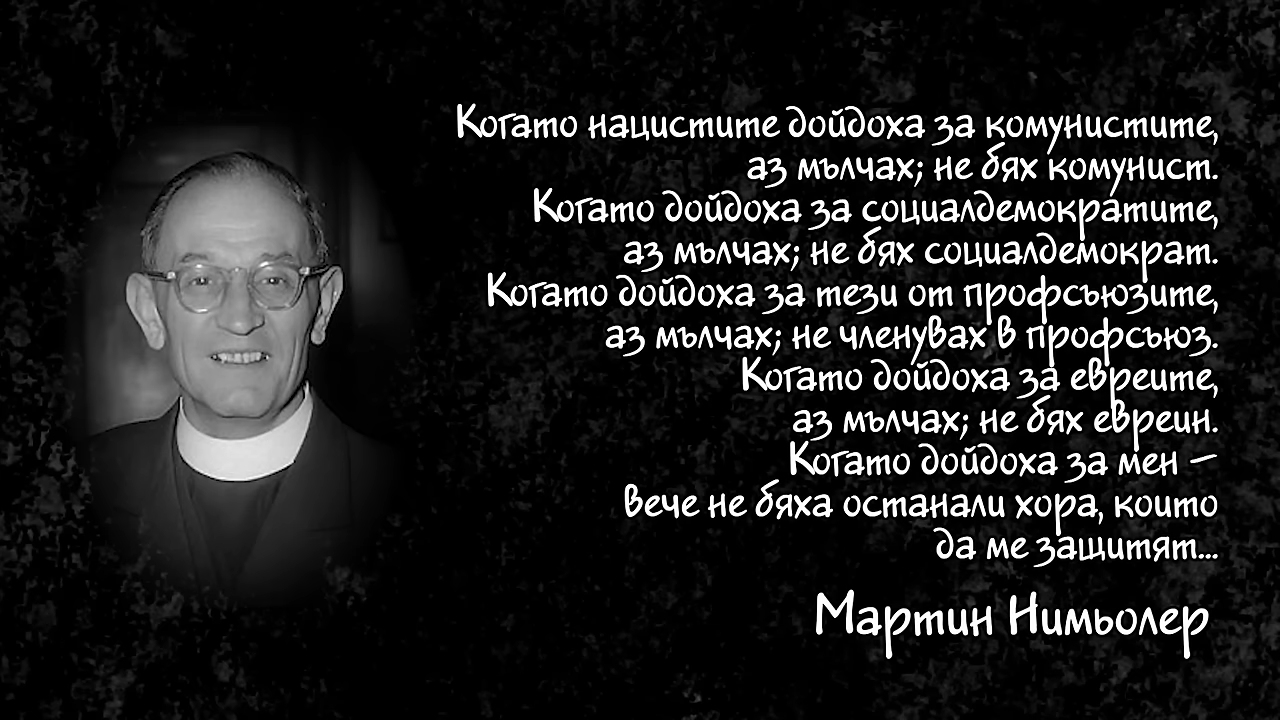 Когато нацистите дойдоха за комунистите,
аз мълчах; не бях комунист.
Когато дойдоха за социалдемократите,
аз мълчах; не бях социалдемократ.
Когато дойдоха за тези от профсъюзите,
аз мълчах; не членувах в профсъюз.
Когато дойдоха за евреите,
аз мълчах; не бях евреин.
Когато дойдоха за мен –
вече не бяха останали хора, които
да ме защитят...
Мартин Нимьолер